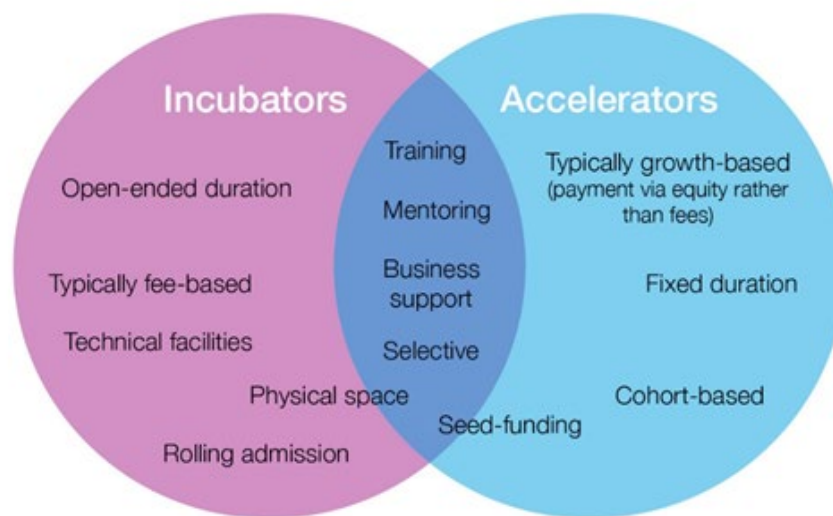 Incubators
Accelerators
Open-ended duration
Typically fee-based
Technical facilities
Physical space
Rolling admission
Training
Mentoring
Business
support
Selective
Seed-funding
Typically growth-based
(payment via equity rather
than fees)
Fixed duration
Cohort-based